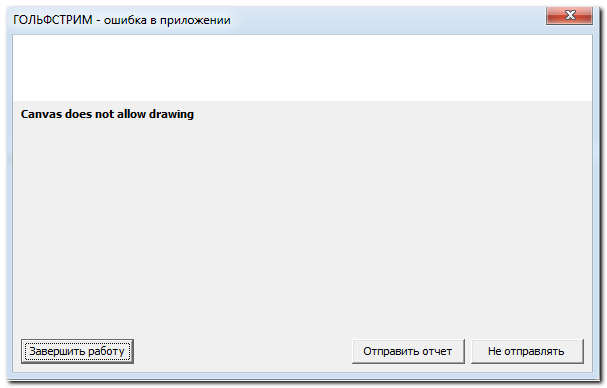 ГОЛЬФСТРИМ - ошибка в приложении
Canvas does not allow drawing
Завершить работу
Отправить отчет
Не отправлять